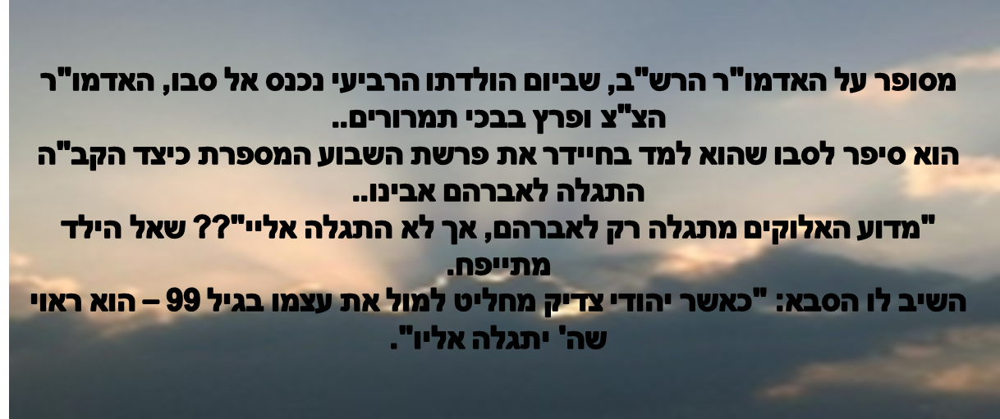 מסופר על האדמו"ר הרש"ב, שביום הולדתו הרביעי נכנס אל סבו, האדמו"ר
הצ"צ ופרץ בבכי תמרורים..
הוא סיפר לסבו שהוא למד בחיידר את פרשת השבוע המספרת כיצד הקב"ה
התגלה לאברהם אבינו..
"מדוע האלוקים מתגלה רק לאברהם, אך לא התגלה אליי"?? שאל הילד
מתייפח.
השיב לו הסבא: "כאשר יהודי צדיק מחליט למול את עצמו בגיל 99 – הוא ראוי
שה' יתגלה אליו".